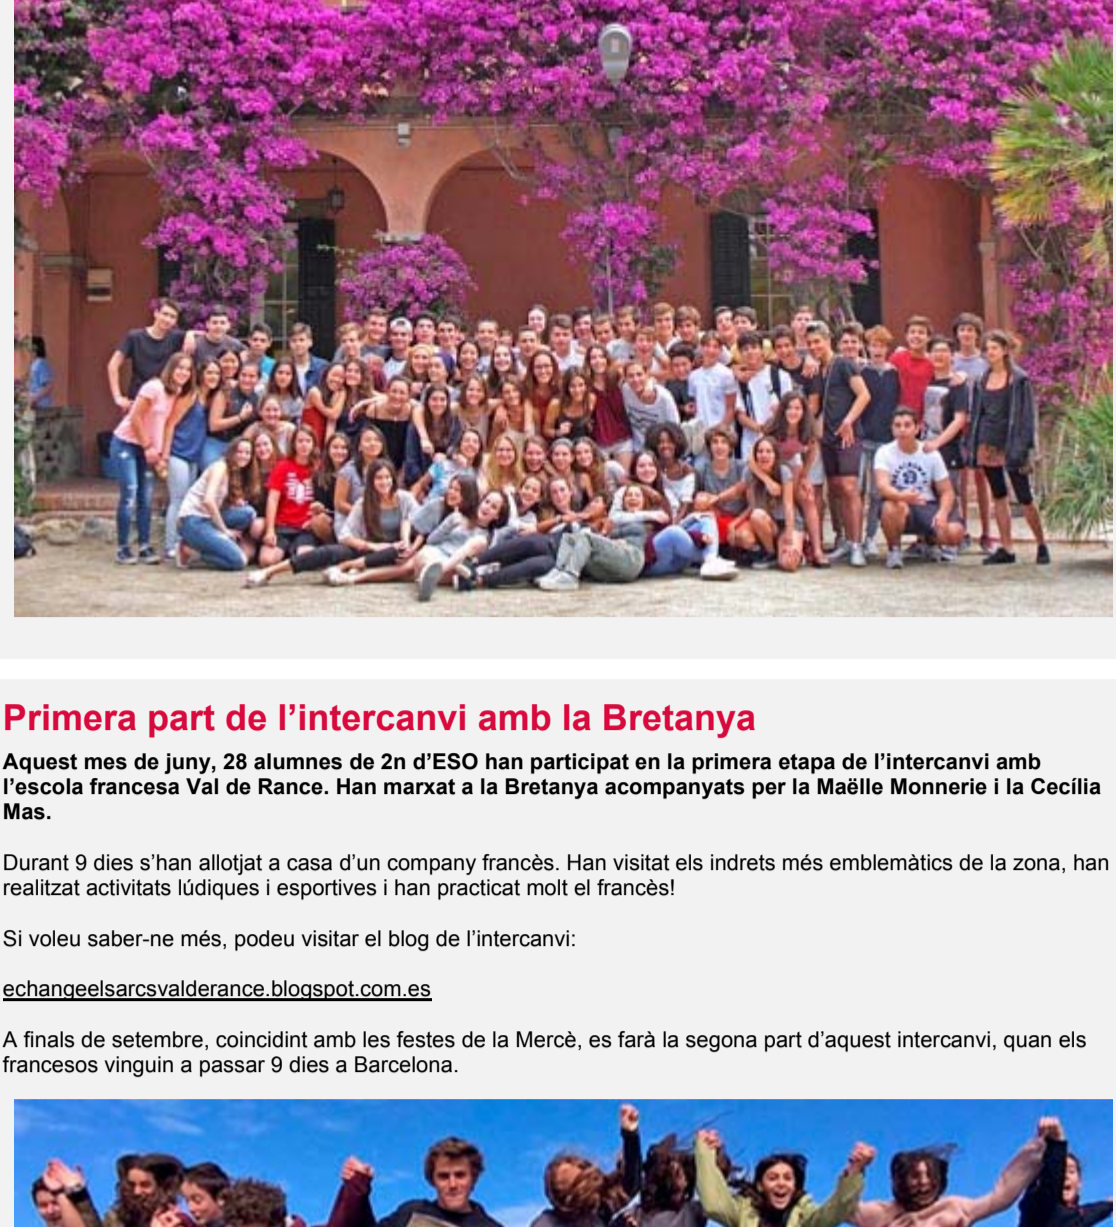 Primera part de l’intercanvi amb la Bretanya
Aquest mes de juny, 28 alumnes de 2n d’ESO han participat en la primera etapa de l’intercanvi amb
l’escola francesa Val de Rance. Han marxat a la Bretanya acompanyats per la Maëlle Monnerie i la Cecília
Mas.
Durant 9 dies s’han allotjat a casa d’un company francès. Han visitat els indrets més emblemàtics de la zona, han
realitzat activitats lúdiques i esportives i han practicat molt el francès!
Si voleu saber-ne més, podeu visitar el blog de l’intercanvi:
echangeelsarcsvalderance.blogspot.com.es
A finals de setembre, coincidint amb les festes de la Mercè, es farà la segona part d’aquest intercanvi, quan els
francesos vinguin a passar 9 dies a Barcelona.